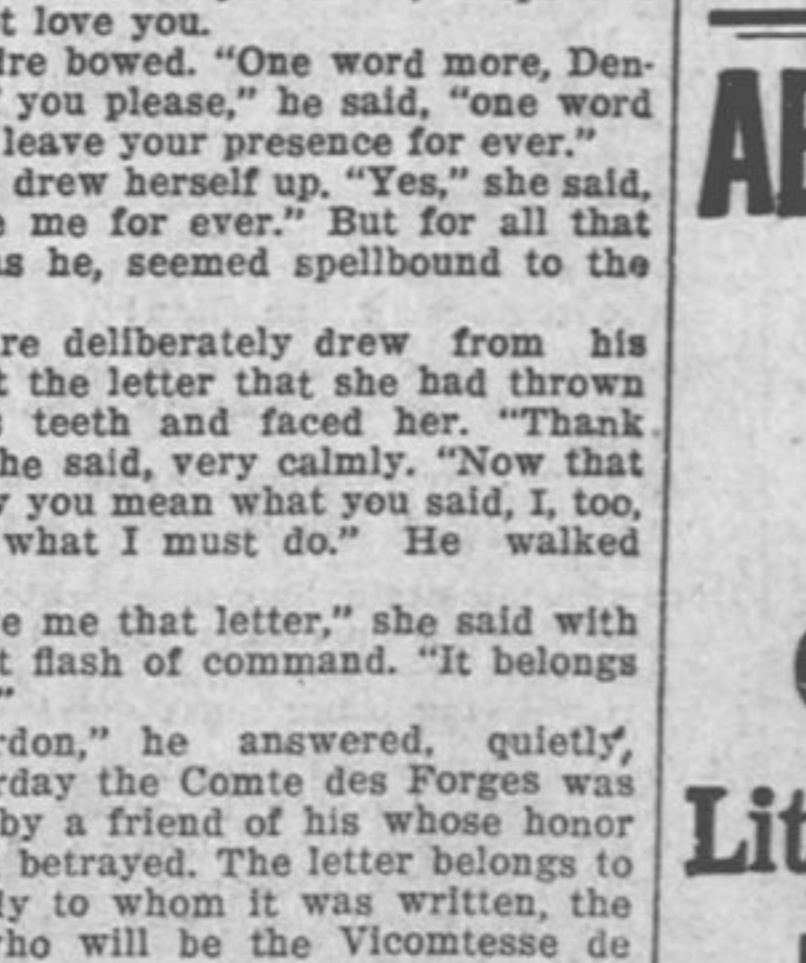 t love you.
dre bowed. “One word more, Den-
you please,” he said, “one word
leave your presence for ever.”
drew herself up. “Yes,” she said,
e me for ever.” But for all that
as he, seemed spellbound to the
re deliberately drew from his
t the letter that she had thrown
s teeth and faced her. “Thank
he said, very calmly. “Now that
y you mean what you said, I, too,
what I must do.” He walked
e me that letter,” she said with
t flash of command. “It belongs
”
rdon,” he answered, quietly,
rday the Comte des Forges was
by a friend of his whose honor
betrayed. The letter belongs to
ly to whom it was written, the
who will be the Vicomtesse de
A
Lit